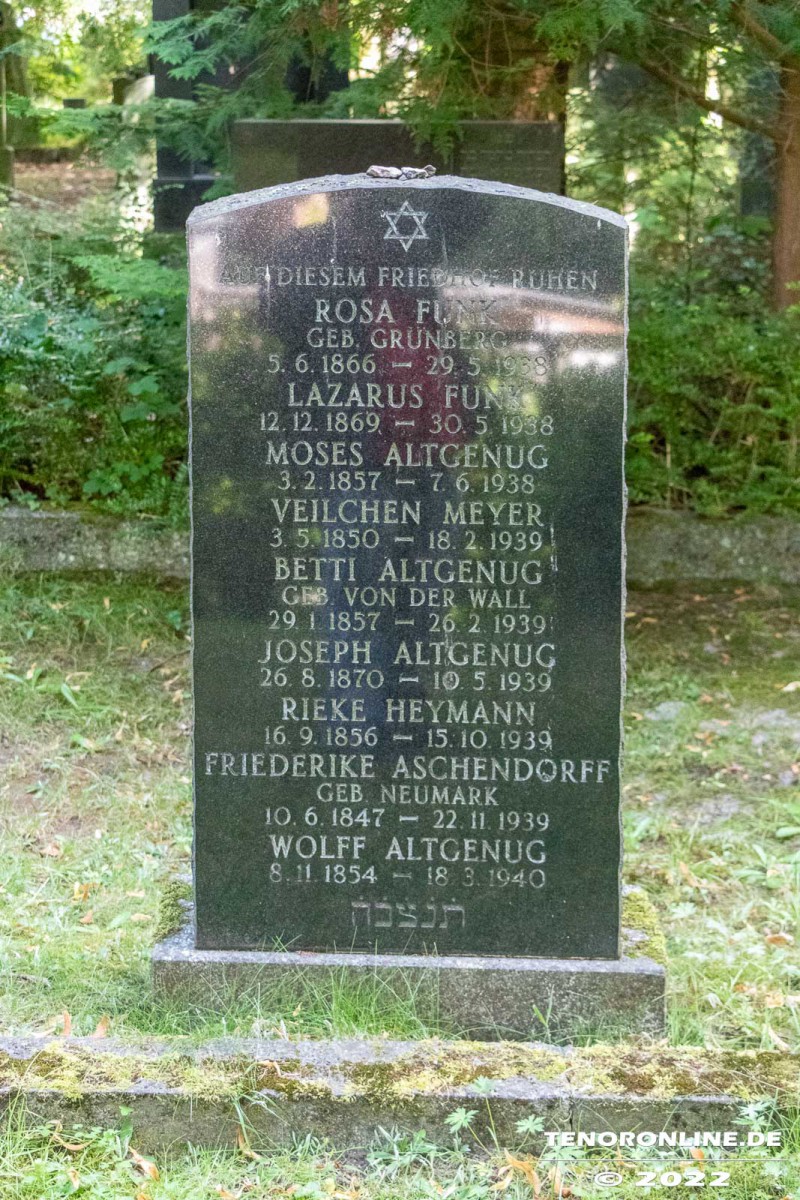 AUF DIESEM FRIEDHOF RUHEN
ROSA FUNK
GEB. GRÜNBERG
5. 6. 1866 — 29. 5. 1938
LAZARUS FUNK
12. 12. 1869 — 30. 5. 1938
MOSES ALTGENUG
3. 2. 1857 — 7. 6. 1938
VEILCHEN MEYER
3. 5. 1850 — 18. 2. 1939
BETTI ALTGENUG
GEB. VON DER WALL
29. 1. 1857 — 26. 2. 1939
JOSEPH ALTGENUG
26. 8. 1870 — 10. 5. 1939
RIEKE HEYMANN
16. 9. 1856 — 15. 10. 1939
FRIEDERIKE ASCHENDORFF
GEB. NEUMARK
10. 6. 1847 — 22. 11. 1939
WOLFF ALTGENUG
8. 11. 1854 — 18. 3. 1940
תנצבה
TENORONLINE.DE
© 2022